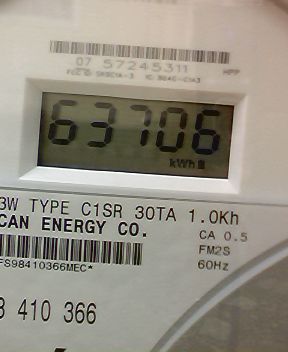 07 57245311
63706
kWh
3W TYPE C1SR 30TA 1.0Kh
CAN ENERGY CO.
CA 0.5
FM2S
60Hz
FS98410366MEC*
3 410 366